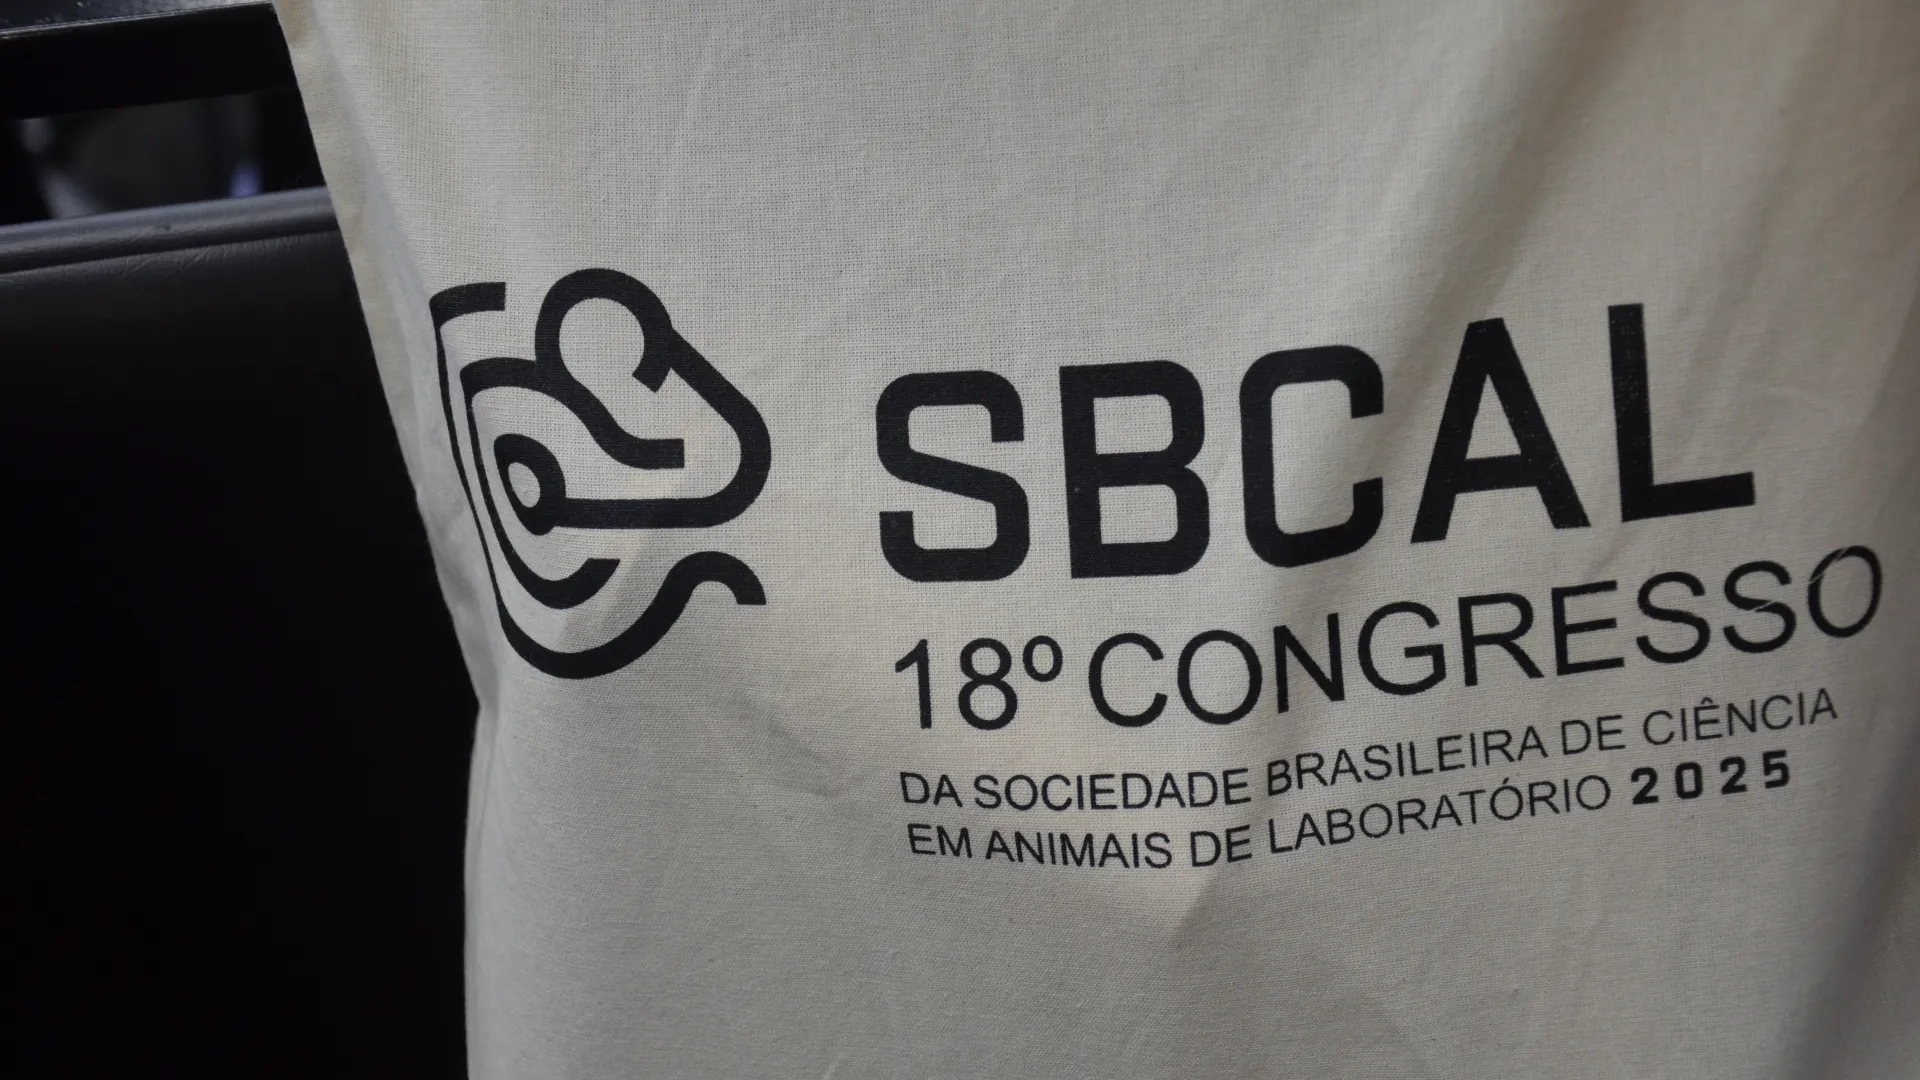 SBCAL
18º CONGRESSO
DA SOCIEDADE BRASILEIRA DE CIÊNCIA
EM ANIMAIS DE LABORATÓRIO 2025